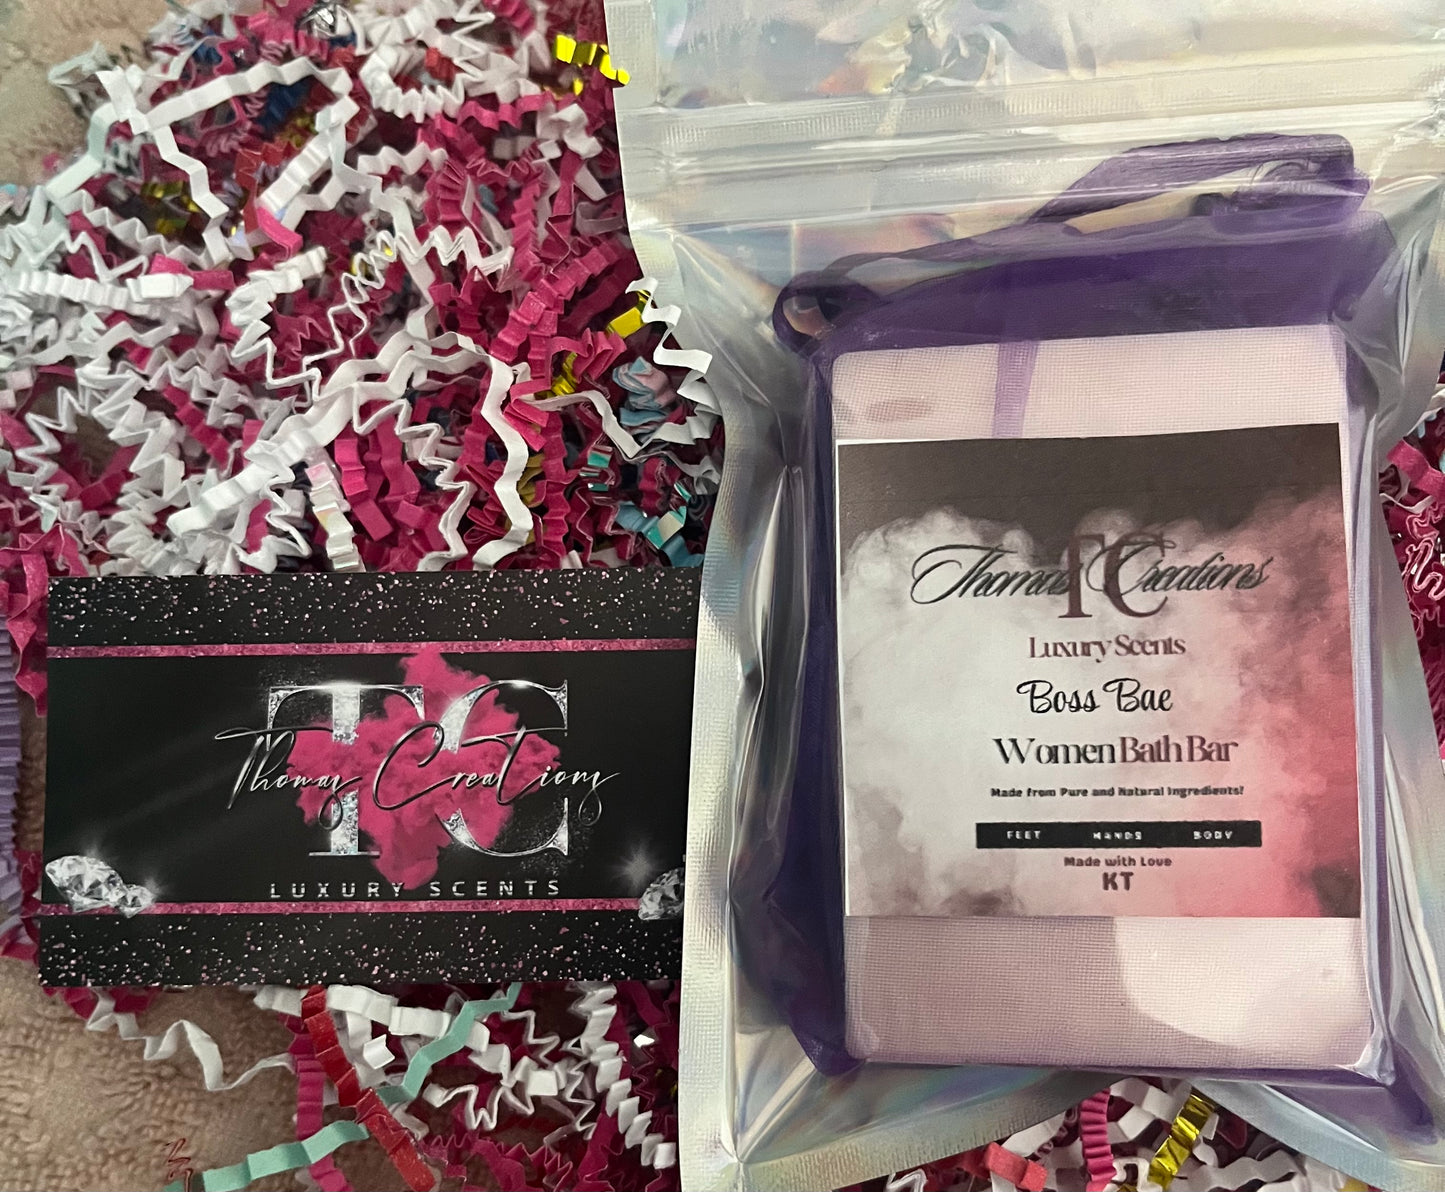 TC
Thomas Creations
LUXURY SCENTS
TC
Thomas Creations
Luxury Scents
Boss Bae
Women Bath Bar
Made from Pure and Natural Ingredients!
FEET HANDS BODY
Made with Love
KT